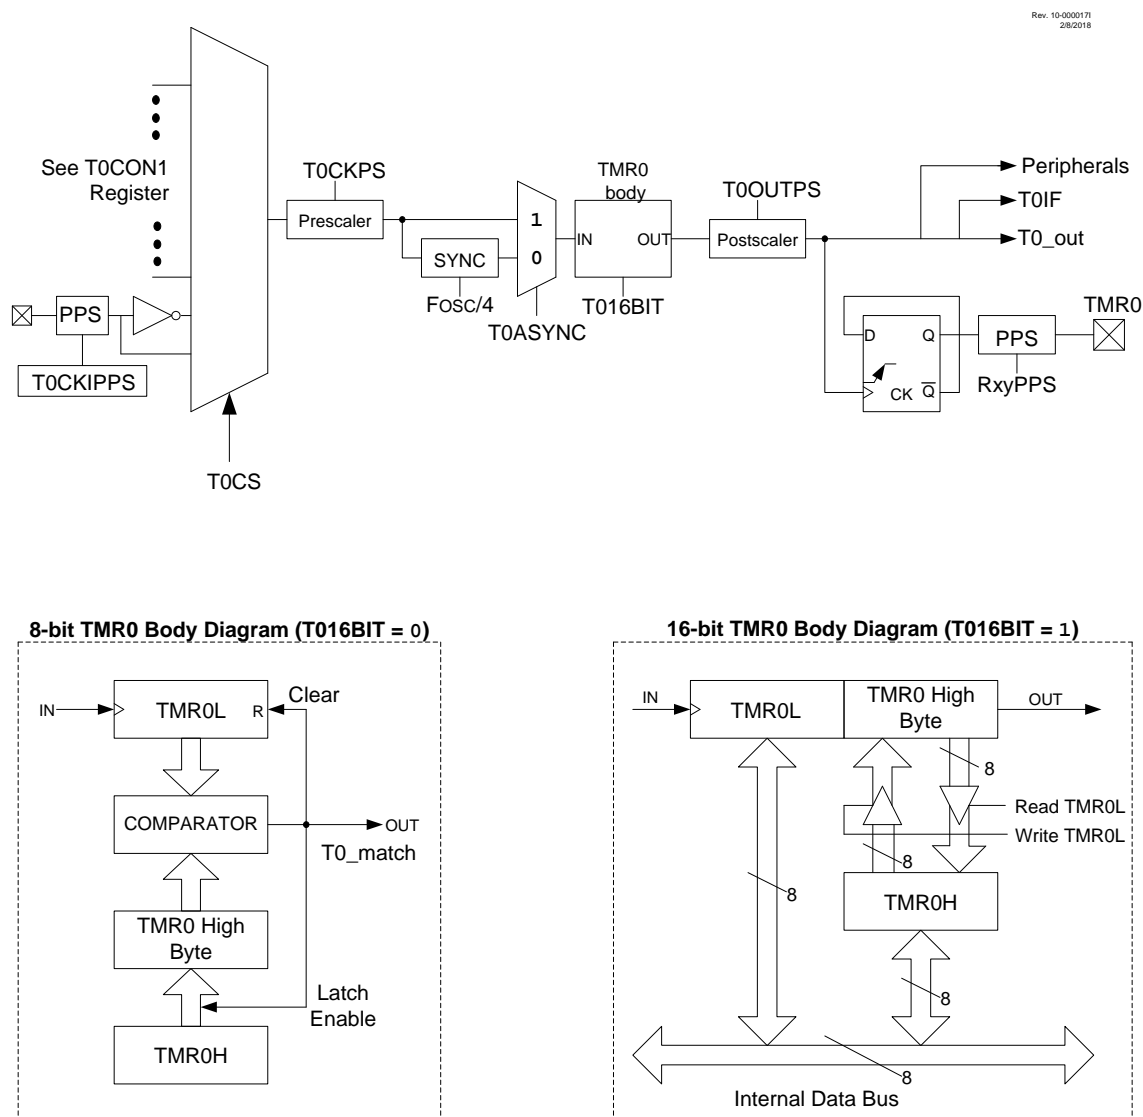 Rev. 10-000017I
2/8/2018
See T0CON1
Register
PPS
T0CKIPPS
T0CS
T0CKPS
Prescaler
SYNC
FOSC/4
1
0
T0ASYNC
TMR0
body
IN
OUT
T016BIT
T0OUTPS
Postscaler
Peripherals
T0IF
T0_out
D
Q
CK
Q
PPS
RxyPPS
TMR0
8-bit TMR0 Body Diagram (T016BIT = 0)
IN
TMR0L
R
Clear
COMPARATOR
OUT
T0_match
TMR0 High
Byte
Latch
Enable
TMR0H
16-bit TMR0 Body Diagram (T016BIT = 1)
IN
TMR0L
TMR0 High
Byte
OUT
8
Read TMR0L
Write TMR0L
8
TMR0H
8
8
8
Internal Data Bus